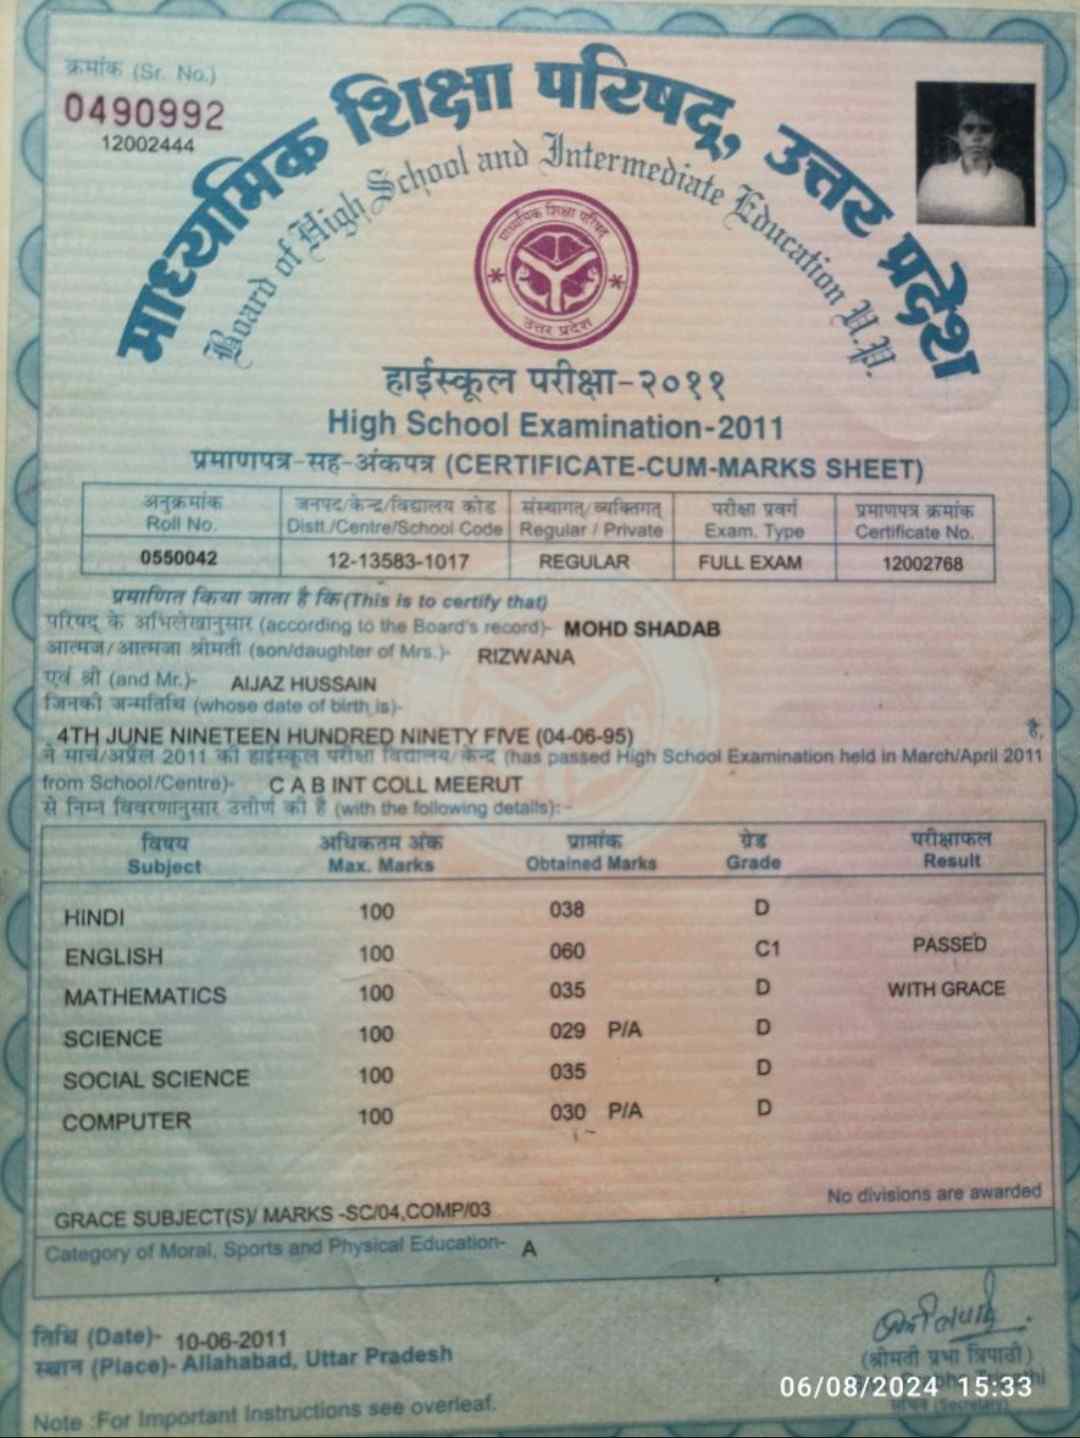 क्रमांक (Sr. No.)
0490992
12002444
माध्यमिक शिक्षा परिषद्, उत्तर प्रदेश
Board of High School and Intermediate Education U.P.
माध्यमिक शिक्षा परिषद्
उत्तर प्रदेश
हाईस्कूल परीक्षा-२०११
High School Examination-2011
प्रमाणपत्र-सह-अंकपत्र (CERTIFICATE-CUM-MARKS SHEET)
अनुक्रमांक जनपद/केन्द्र/विद्यालय कोड संस्थागत/व्यक्तिगत परीक्षा प्रवर्ग प्रमाणपत्र क्रमांक
Roll No. Distt./Centre/School Code Regular / Private Exam. Type Certificate No.
0550042 12-13583-1017 REGULAR FULL EXAM 12002768
प्रमाणित किया जाता है कि (This is to certify that)
परिषद् के अभिलेखानुसार (according to the Board's record)- MOHD SHADAB
आत्मज/आत्मजा श्रीमती (son/daughter of Mrs.)- RIZWANA
एवं श्री (and Mr.)- AIJAZ HUSSAIN
जिनकी जन्मतिथि (whose date of birth is)-
4TH JUNE NINETEEN HUNDRED NINETY FIVE (04-06-95) है,
ने मार्च/अप्रैल 2011 की हाईस्कूल परीक्षा विद्यालय/केन्द्र (has passed High School Examination held in March/April 2011
from School/Centre)- C A B INT COLL MEERUT
से निम्न विवरणानुसार उत्तीर्ण की है (with the following details):-
विषय अधिकतम अंक प्राप्तांक ग्रेड परीक्षाफल
Subject Max. Marks Obtained Marks Grade Result
HINDI 100 038 D
ENGLISH 100 060 C1 PASSED
MATHEMATICS 100 035 D WITH GRACE
SCIENCE 100 029 P/A D
SOCIAL SCIENCE 100 035 D
COMPUTER 100 030 P/A D
No divisions are awarded
GRACE SUBJECT(S)/ MARKS -SC/04,COMP/03
Category of Moral, Sports and Physical Education- A
तिथि (Date)- 10-06-2011
स्थान (Place)- Allahabad, Uttar Pradesh
(श्रीमती प्रभा त्रिपाठी)
06/08/2024 15:33
सचिव (Secretary)
Note :For Important Instructions see overleaf.